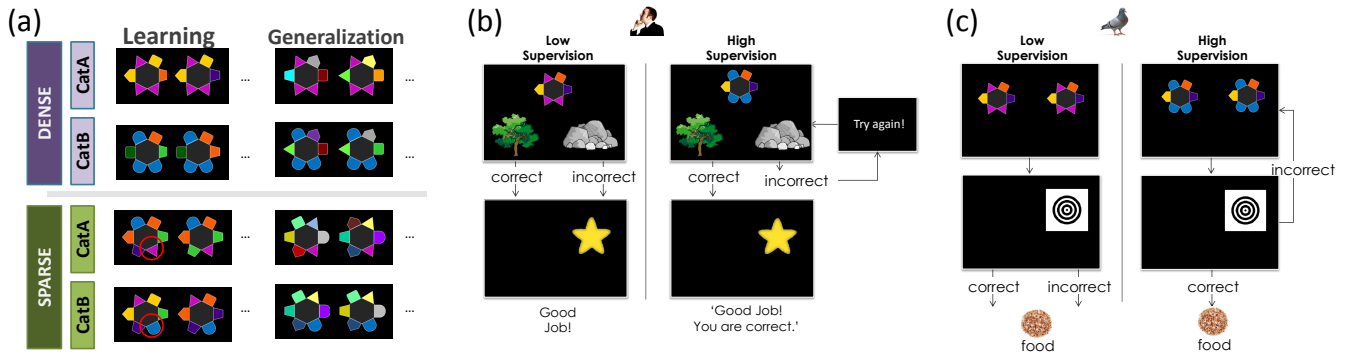 (a)
Learning
Generalization
DENSE
CatA
...
...
CatB
...
...
SPARSE
CatA
...
...
CatB
...
...
(b)
Low
Supervision
High
Supervision
Try again!
correct
incorrect
correct
incorrect
Good
Job!
‘Good Job!
You are correct.’
(c)
Low
Supervision
High
Supervision
incorrect
correct
incorrect
correct
food
food